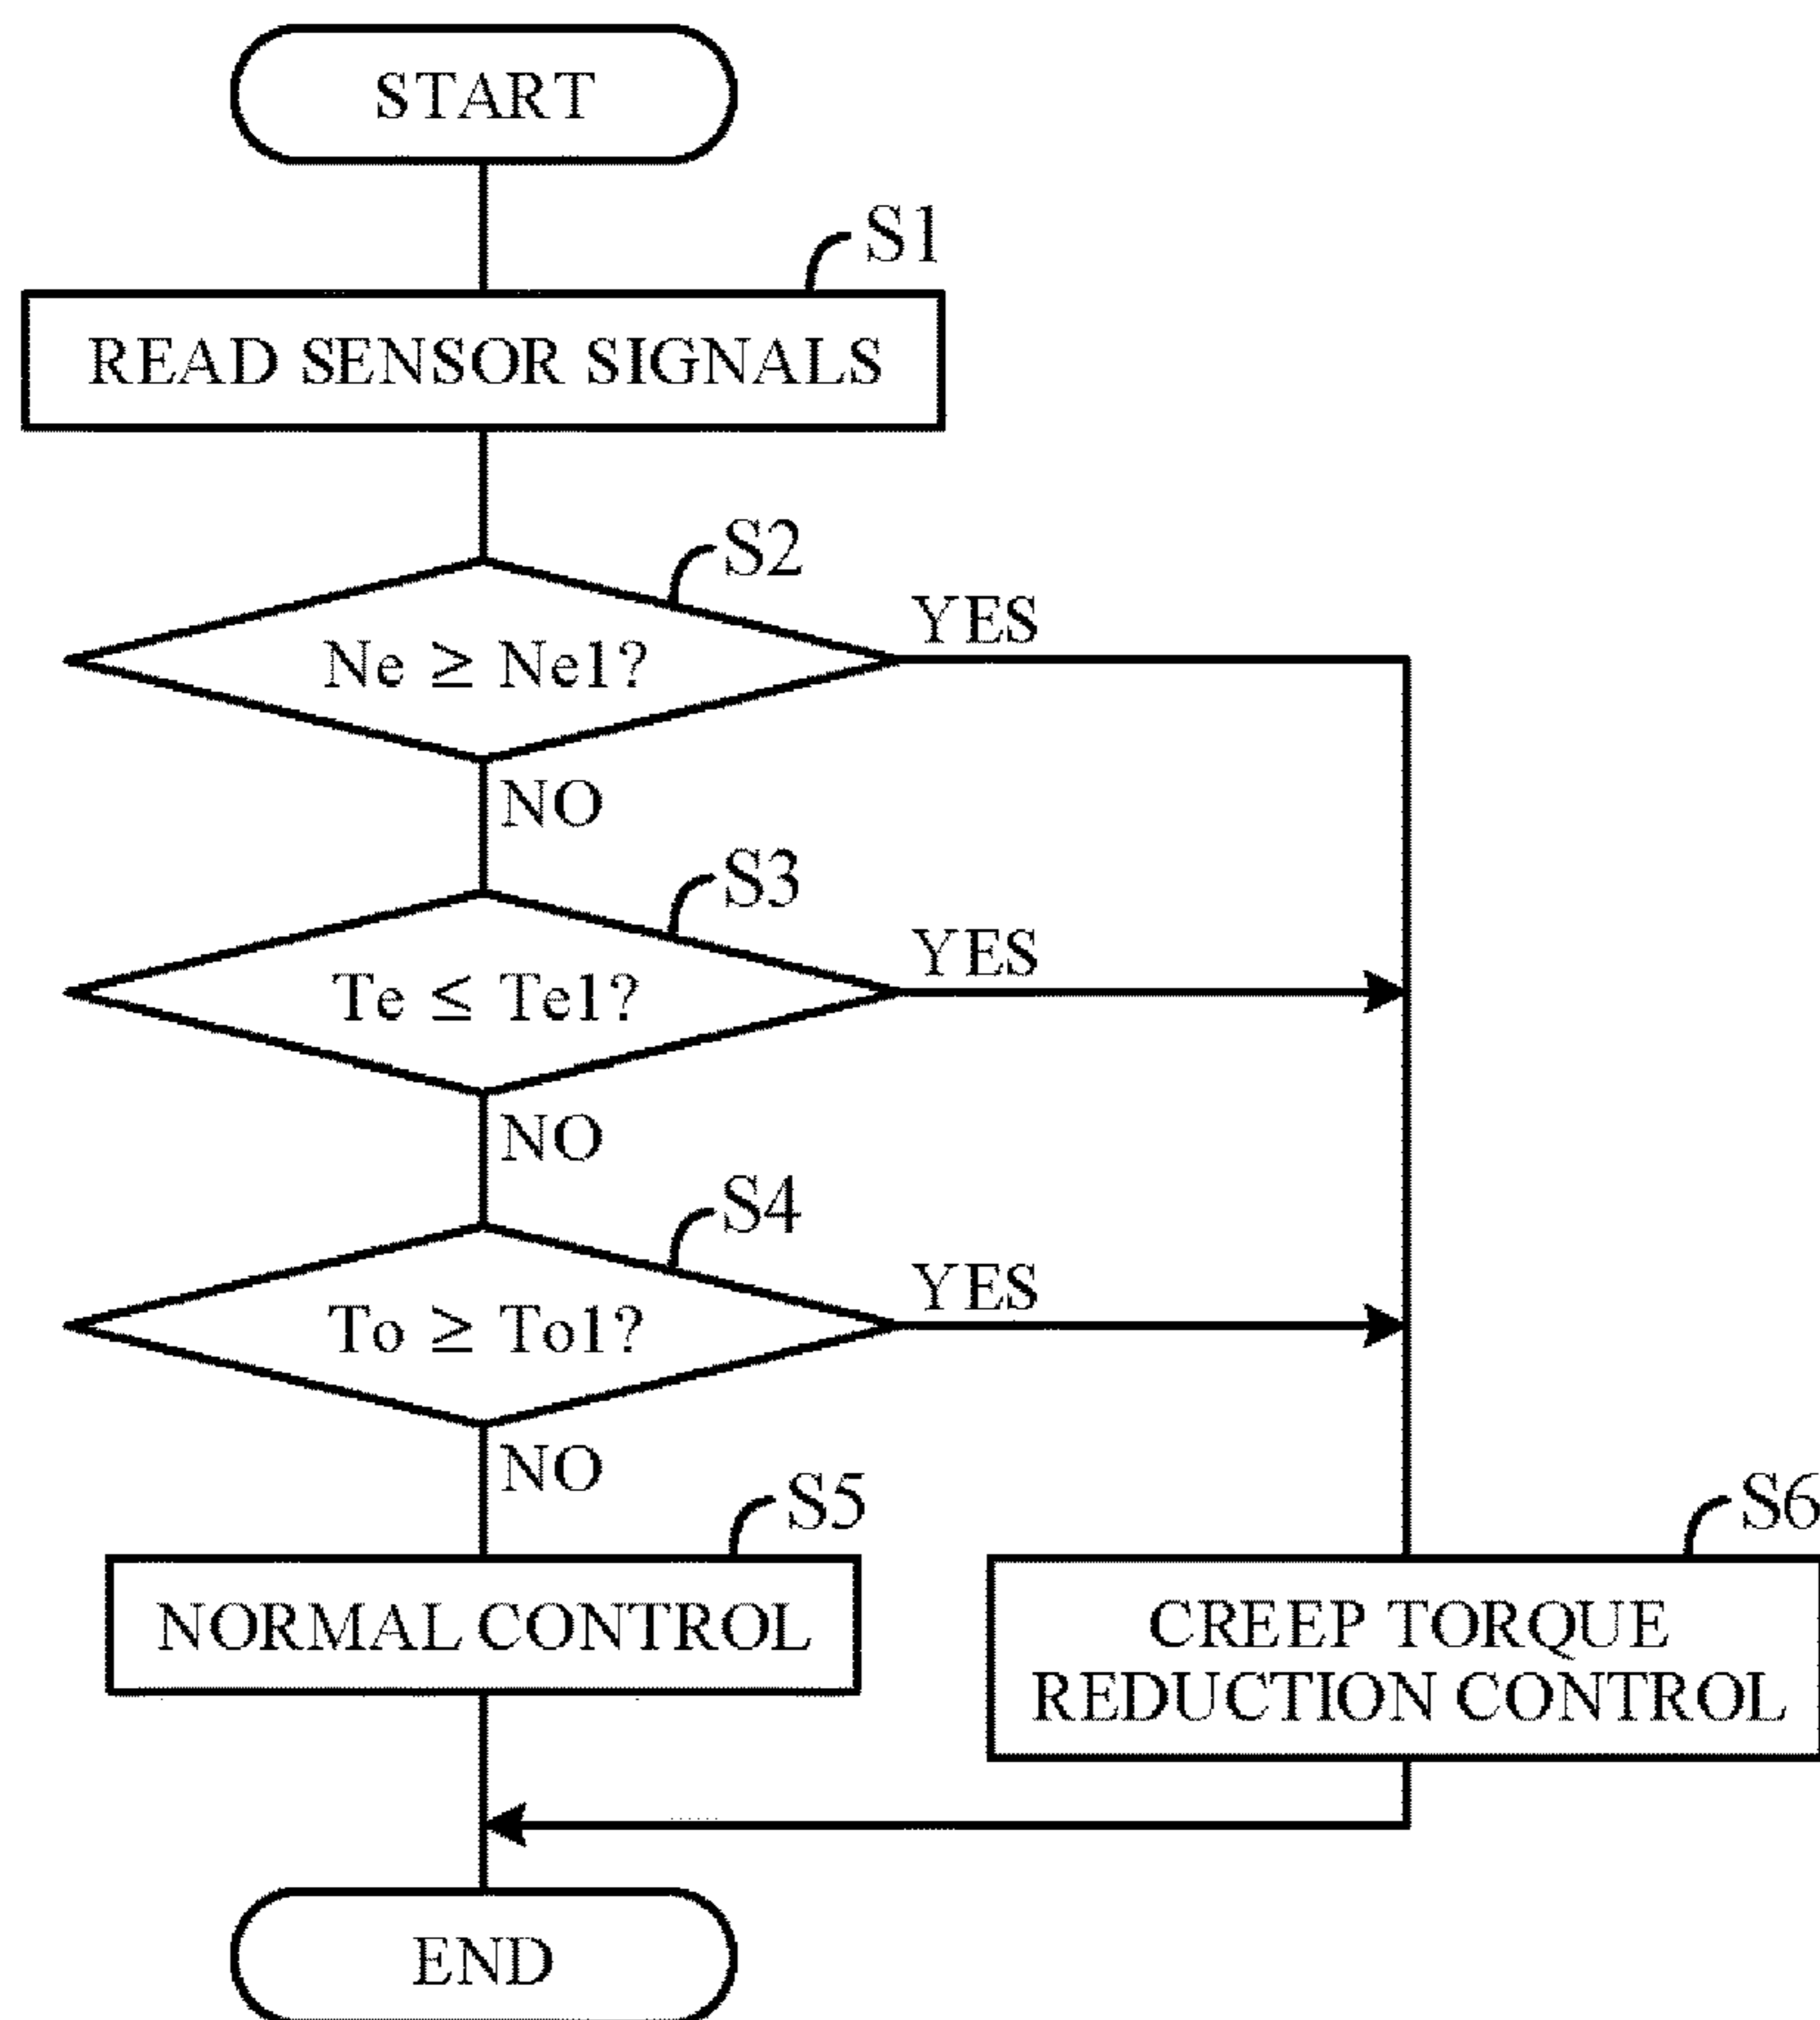 START
S1
READ SENSOR SIGNALS
S2
Ne ≥ Ne1?
YES
NO
S3
Te ≤ Te1?
YES
NO
S4
To ≥ To1?
YES
NO
S5
NORMAL CONTROL
S6
CREEP TORQUE
REDUCTION CONTROL
END